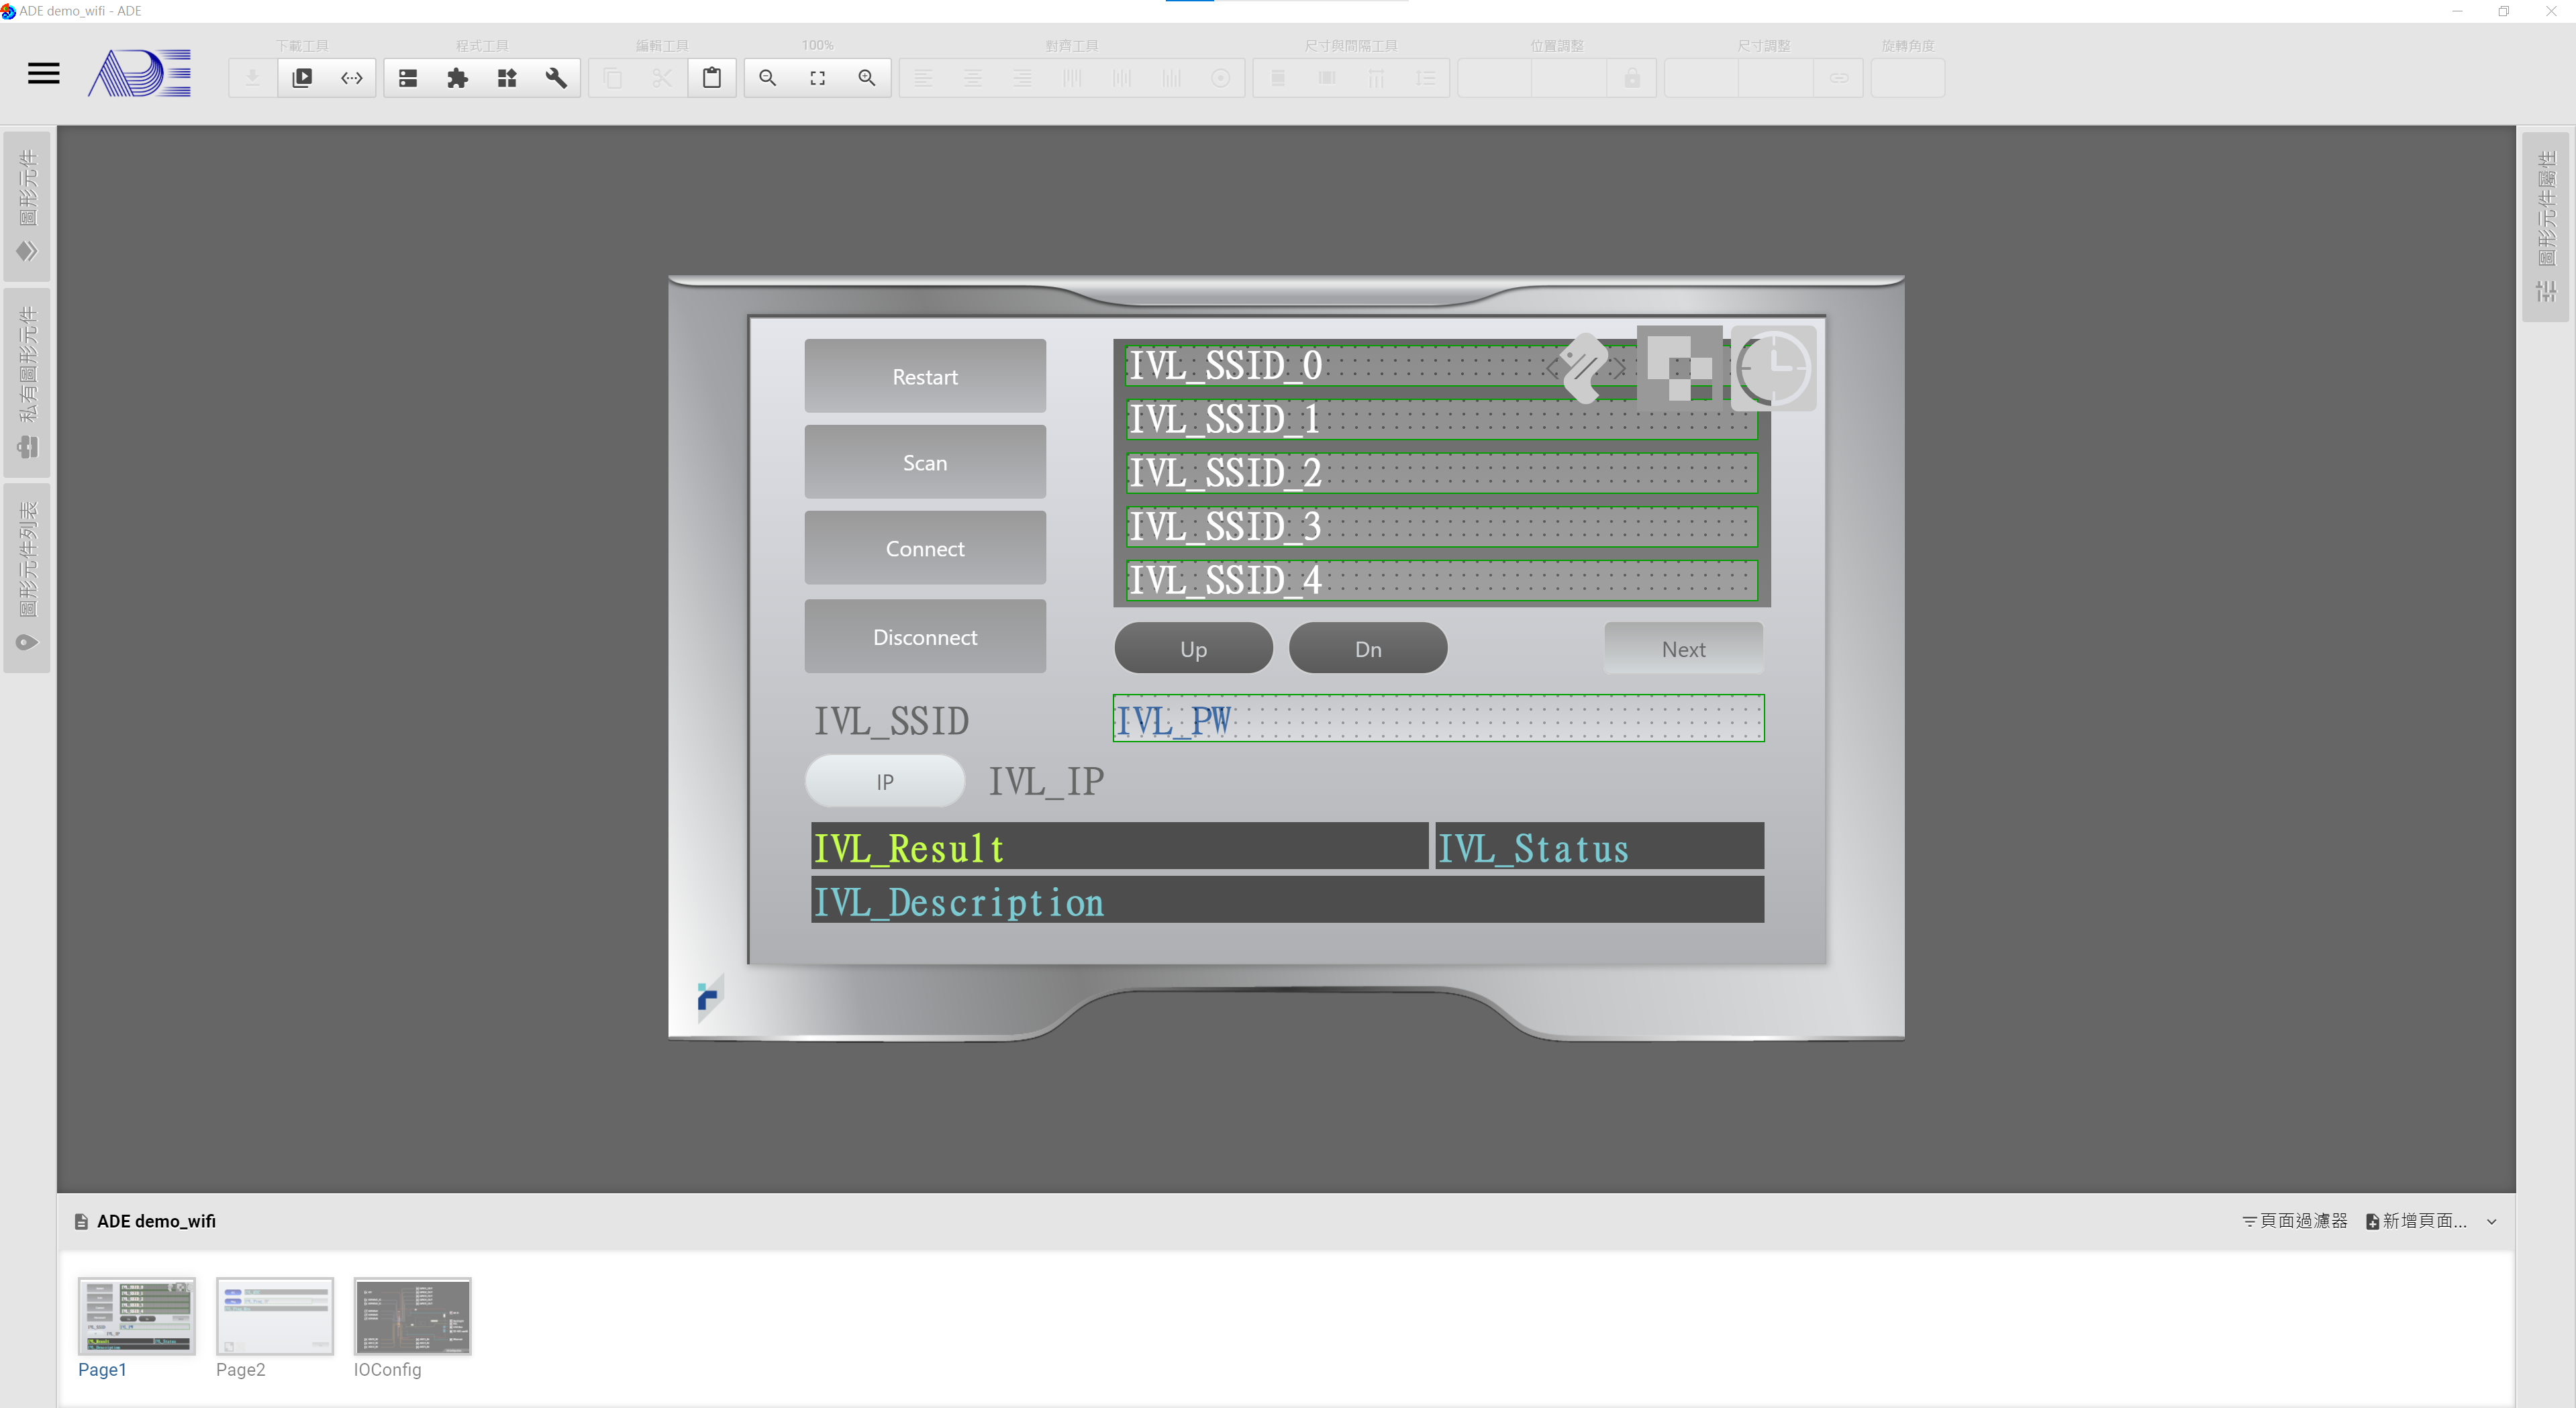 ADE demo_wifi - ADE
下載工具
程式工具
編輯工具
100%
對齊工具
尺寸與間隔工具
位置調整
尺寸調整
旋轉角度
ADE
圖形元件
私有圖形元件
圖形元件列表
圖形元件屬性
Restart
Scan
Connect
Disconnect
IVL_SSID_0
IVL_SSID_1
IVL_SSID_2
IVL_SSID_3
IVL_SSID_4
Up
Dn
Next
IVL_SSID
IVL_PW
IP
IVL_IP
IVL_Result
IVL_Status
IVL_Description
ADE demo_wifi
頁面過濾器
新增頁面...
Page1
Page2
IOConfig